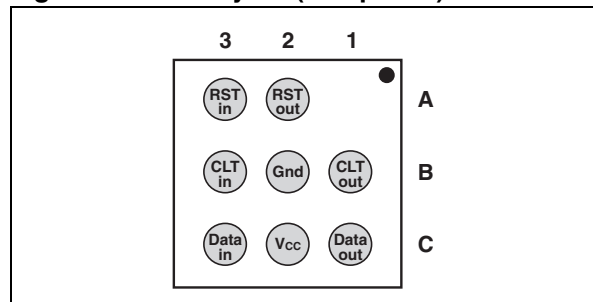 3 2 1
RST in RST out A
CLT in Gnd CLT out B
Data in Vcc Data out C